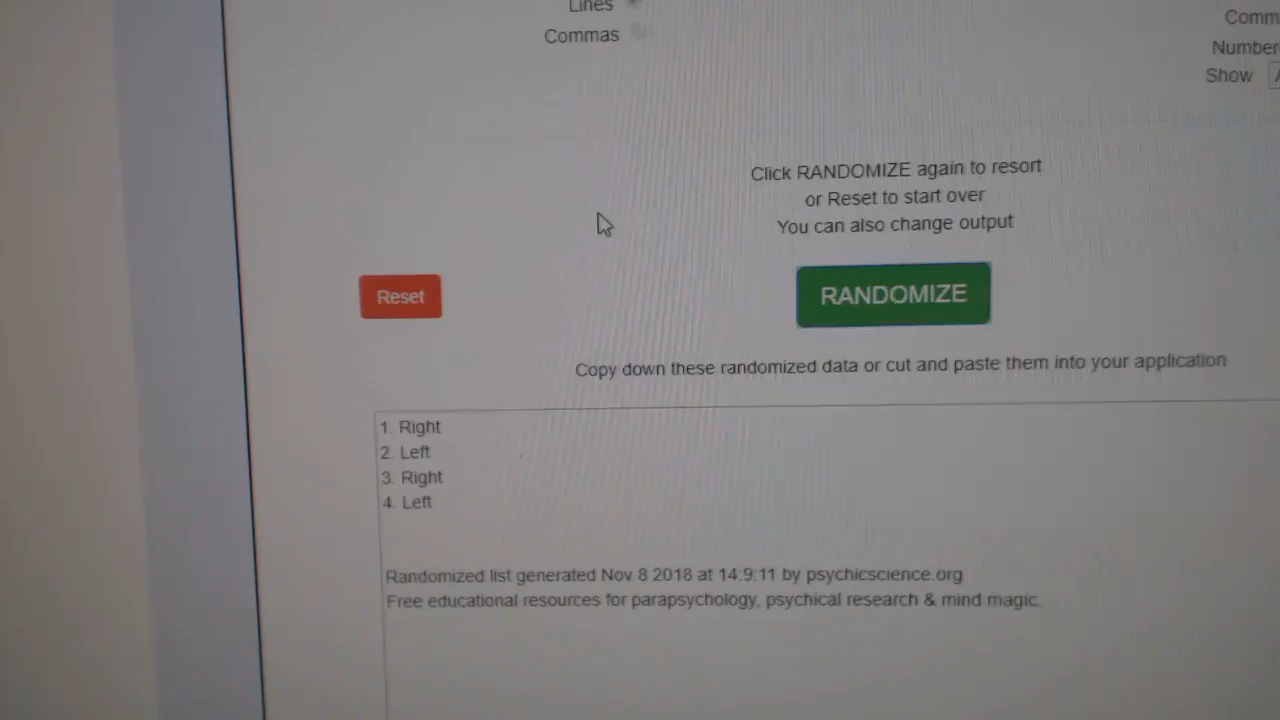 Lines
Commas
Show
Click RANDOMIZE again to resort
or Reset to start over
You can also change output
Reset
RANDOMIZE
Copy down these randomized data or cut and paste them into your application
1. Right
2. Left
3. Right
4. Left
Randomized list generated Nov 8 2018 at 14:9:11 by psychicscience.org
Free educational resources for parapsychology, psychical research & mind magic.